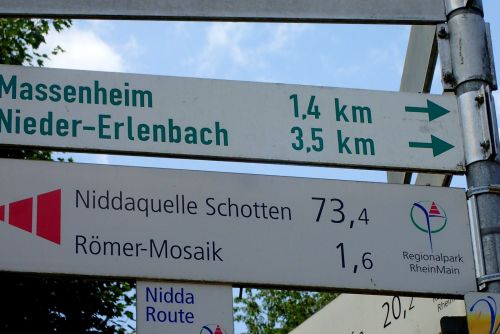 Massenheim 1,4 km
Nieder-Erlenbach 3,5 km
Niddaquelle Schotten 73,4
Römer-Mosaik 1,6
Regionalpark
RheinMain
Nidda
Route
20,2